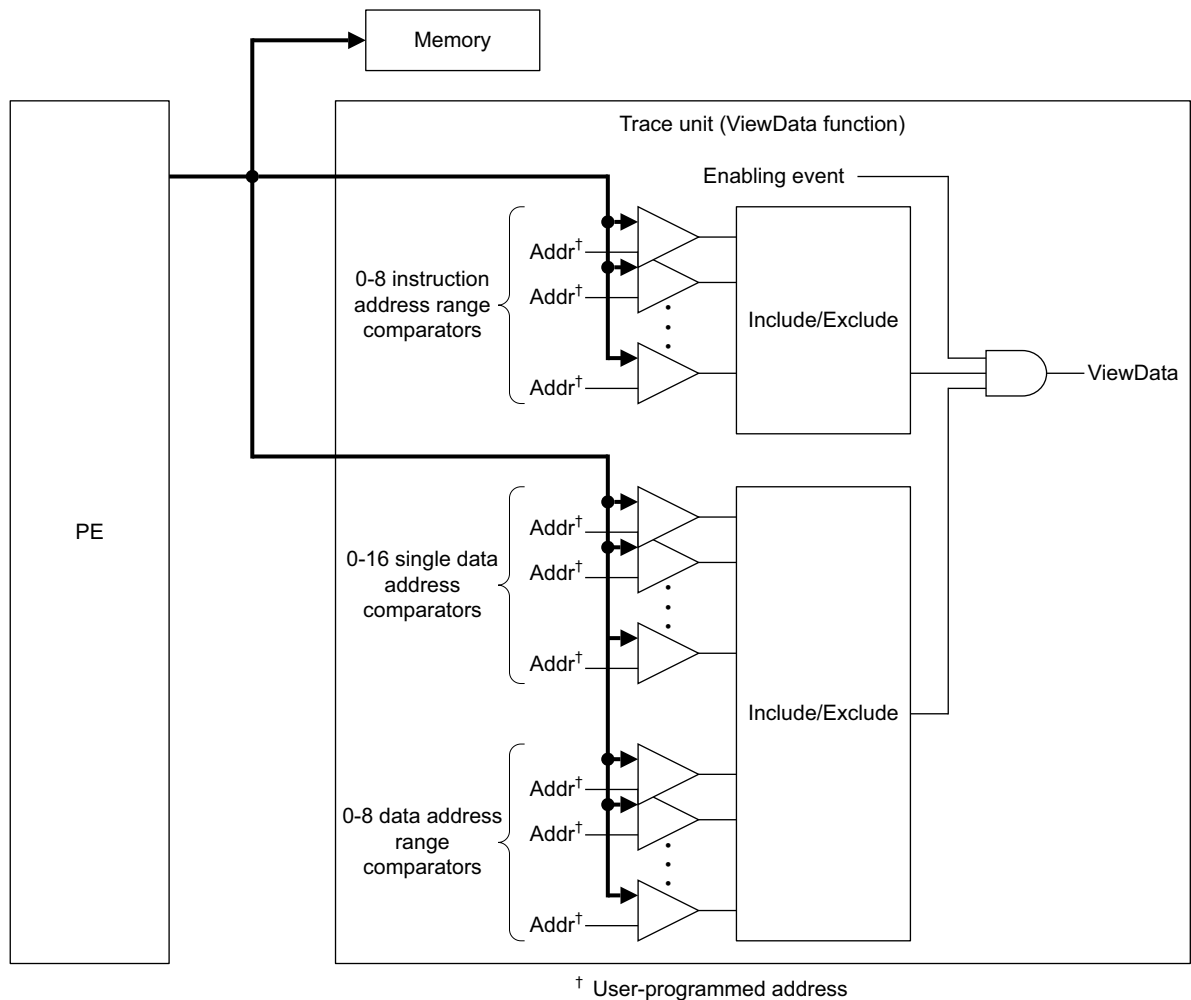 Memory
Trace unit (ViewData function)
Enabling event
Addr†
0-8 instruction
address range
comparators
Addr†
Include/Exclude
Addr†
ViewData
PE
Addr†
0-16 single data
address
comparators
Addr†
Addr†
Include/Exclude
Addr†
0-8 data address
range
comparators
Addr†
Addr†
† User-programmed address